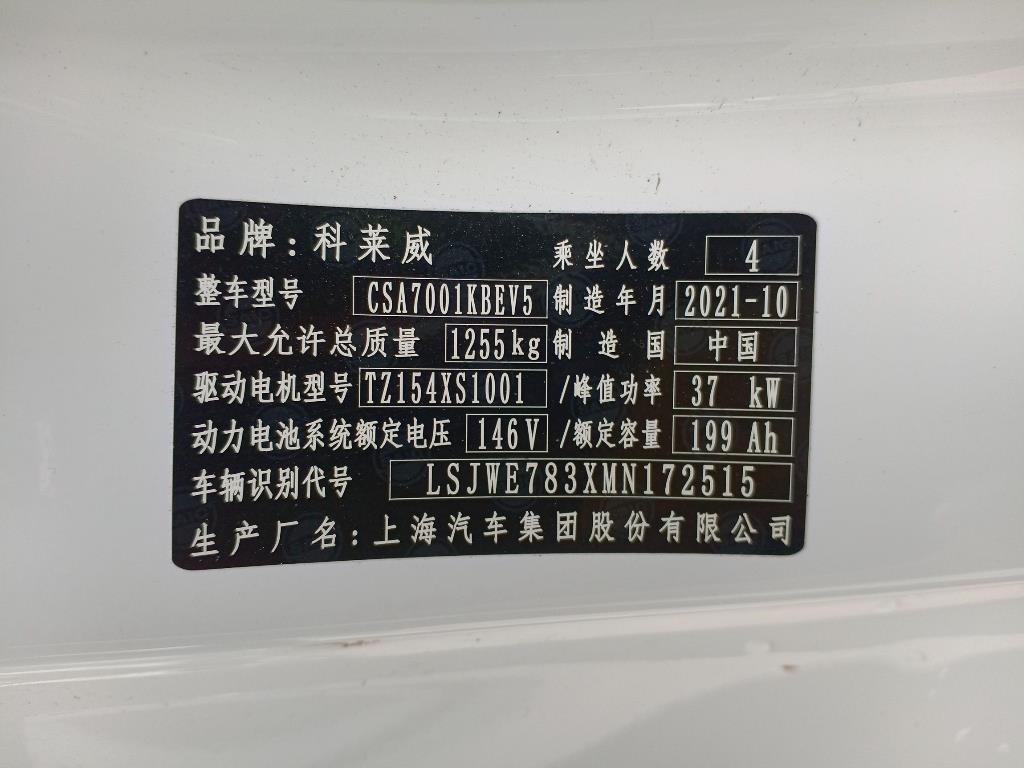 品牌：科莱威 乘坐人数 4
整车型号 CSA7001KBEV5 制造年月 2021-10
最大允许总质量 1255kg 制造国 中国
驱动电机型号 TZ154XS1001 /峰值功率 37 kW
动力电池系统额定电压 146V /额定容量 199 Ah
车辆识别代号 LSJWE783XMN172515
生产厂名：上海汽车集团股份有限公司